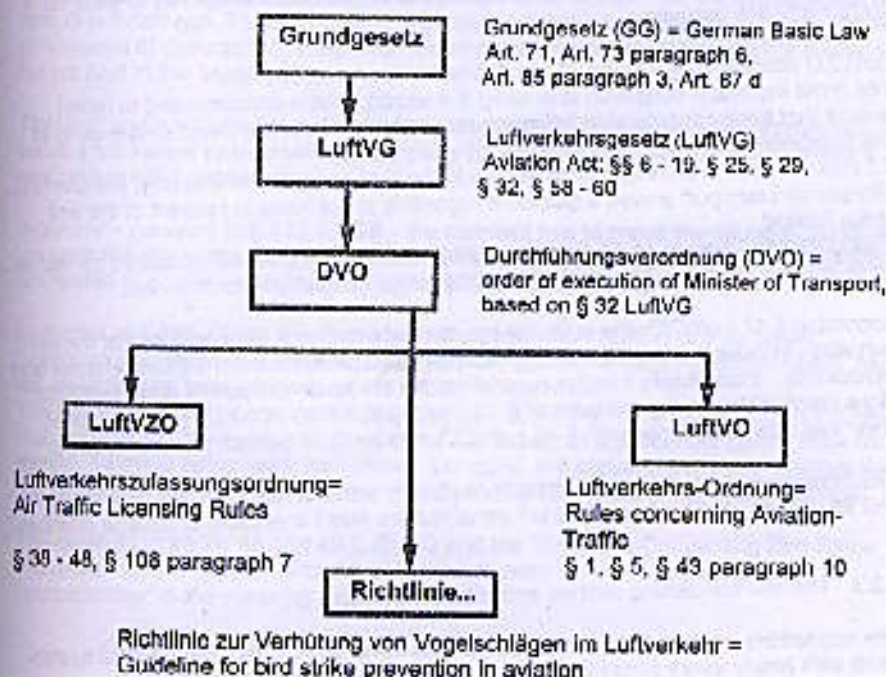 Grundgesetz
Grundgesetz (GG) = German Basic Law
Art. 71, Art. 73 paragraph 6,
Art. 85 paragraph 3, Art. 87 d
LuftVG
Luftverkehrsgesetz (LuftVG)
Aviation Act: §§ 6 - 19, § 25, § 29,
§ 32, § 58 - 60
DVO
Durchführungsverordnung (DVO) =
order of execution of Minister of Transport,
based on § 32 LuftVG
LuftVZO
LuftVO
Luftverkehrszulassungsordnung=
Air Traffic Licensing Rules
§ 38 - 48, § 108 paragraph 7
Luftverkehrs-Ordnung=
Rules concerning Aviation-
Traffic
§ 1, § 5, § 43 paragraph 10
Richtlinie...
Richtlinie zur Verhütung von Vogelschlägen im Luftverkehr =
Guideline for bird strike prevention in aviation